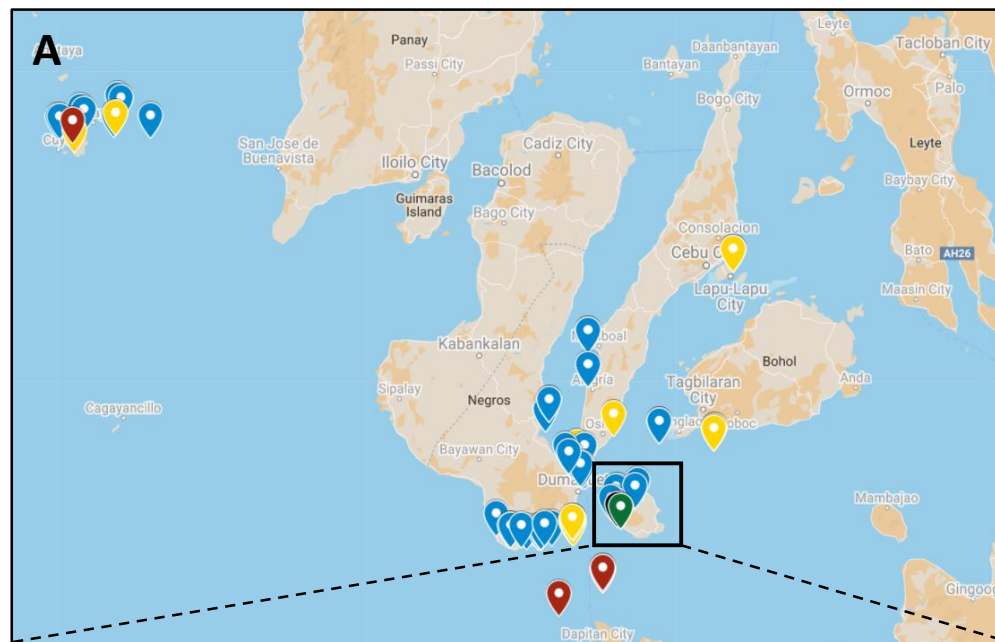 A
Panay
Passi City
Bantayan
Daanbantayan
Leyte
Tacloban City
Palo
Bogo City
Ormoc
Leyte
San Jose de
Buenavista
Iloilo City
Cadiz City
Bacolod
Guimaras
Island
Bago City
Baybay City
Consolacion
Cebu
Bato
AH26
Lapu-Lapu
City
Maasin City
Kabankalan
Bohol
Sipalay
Tagbilaran
City
Anda
Negros
Cagayancillo
Bayawan City
Mambajao
Gingoog
Dapitan City